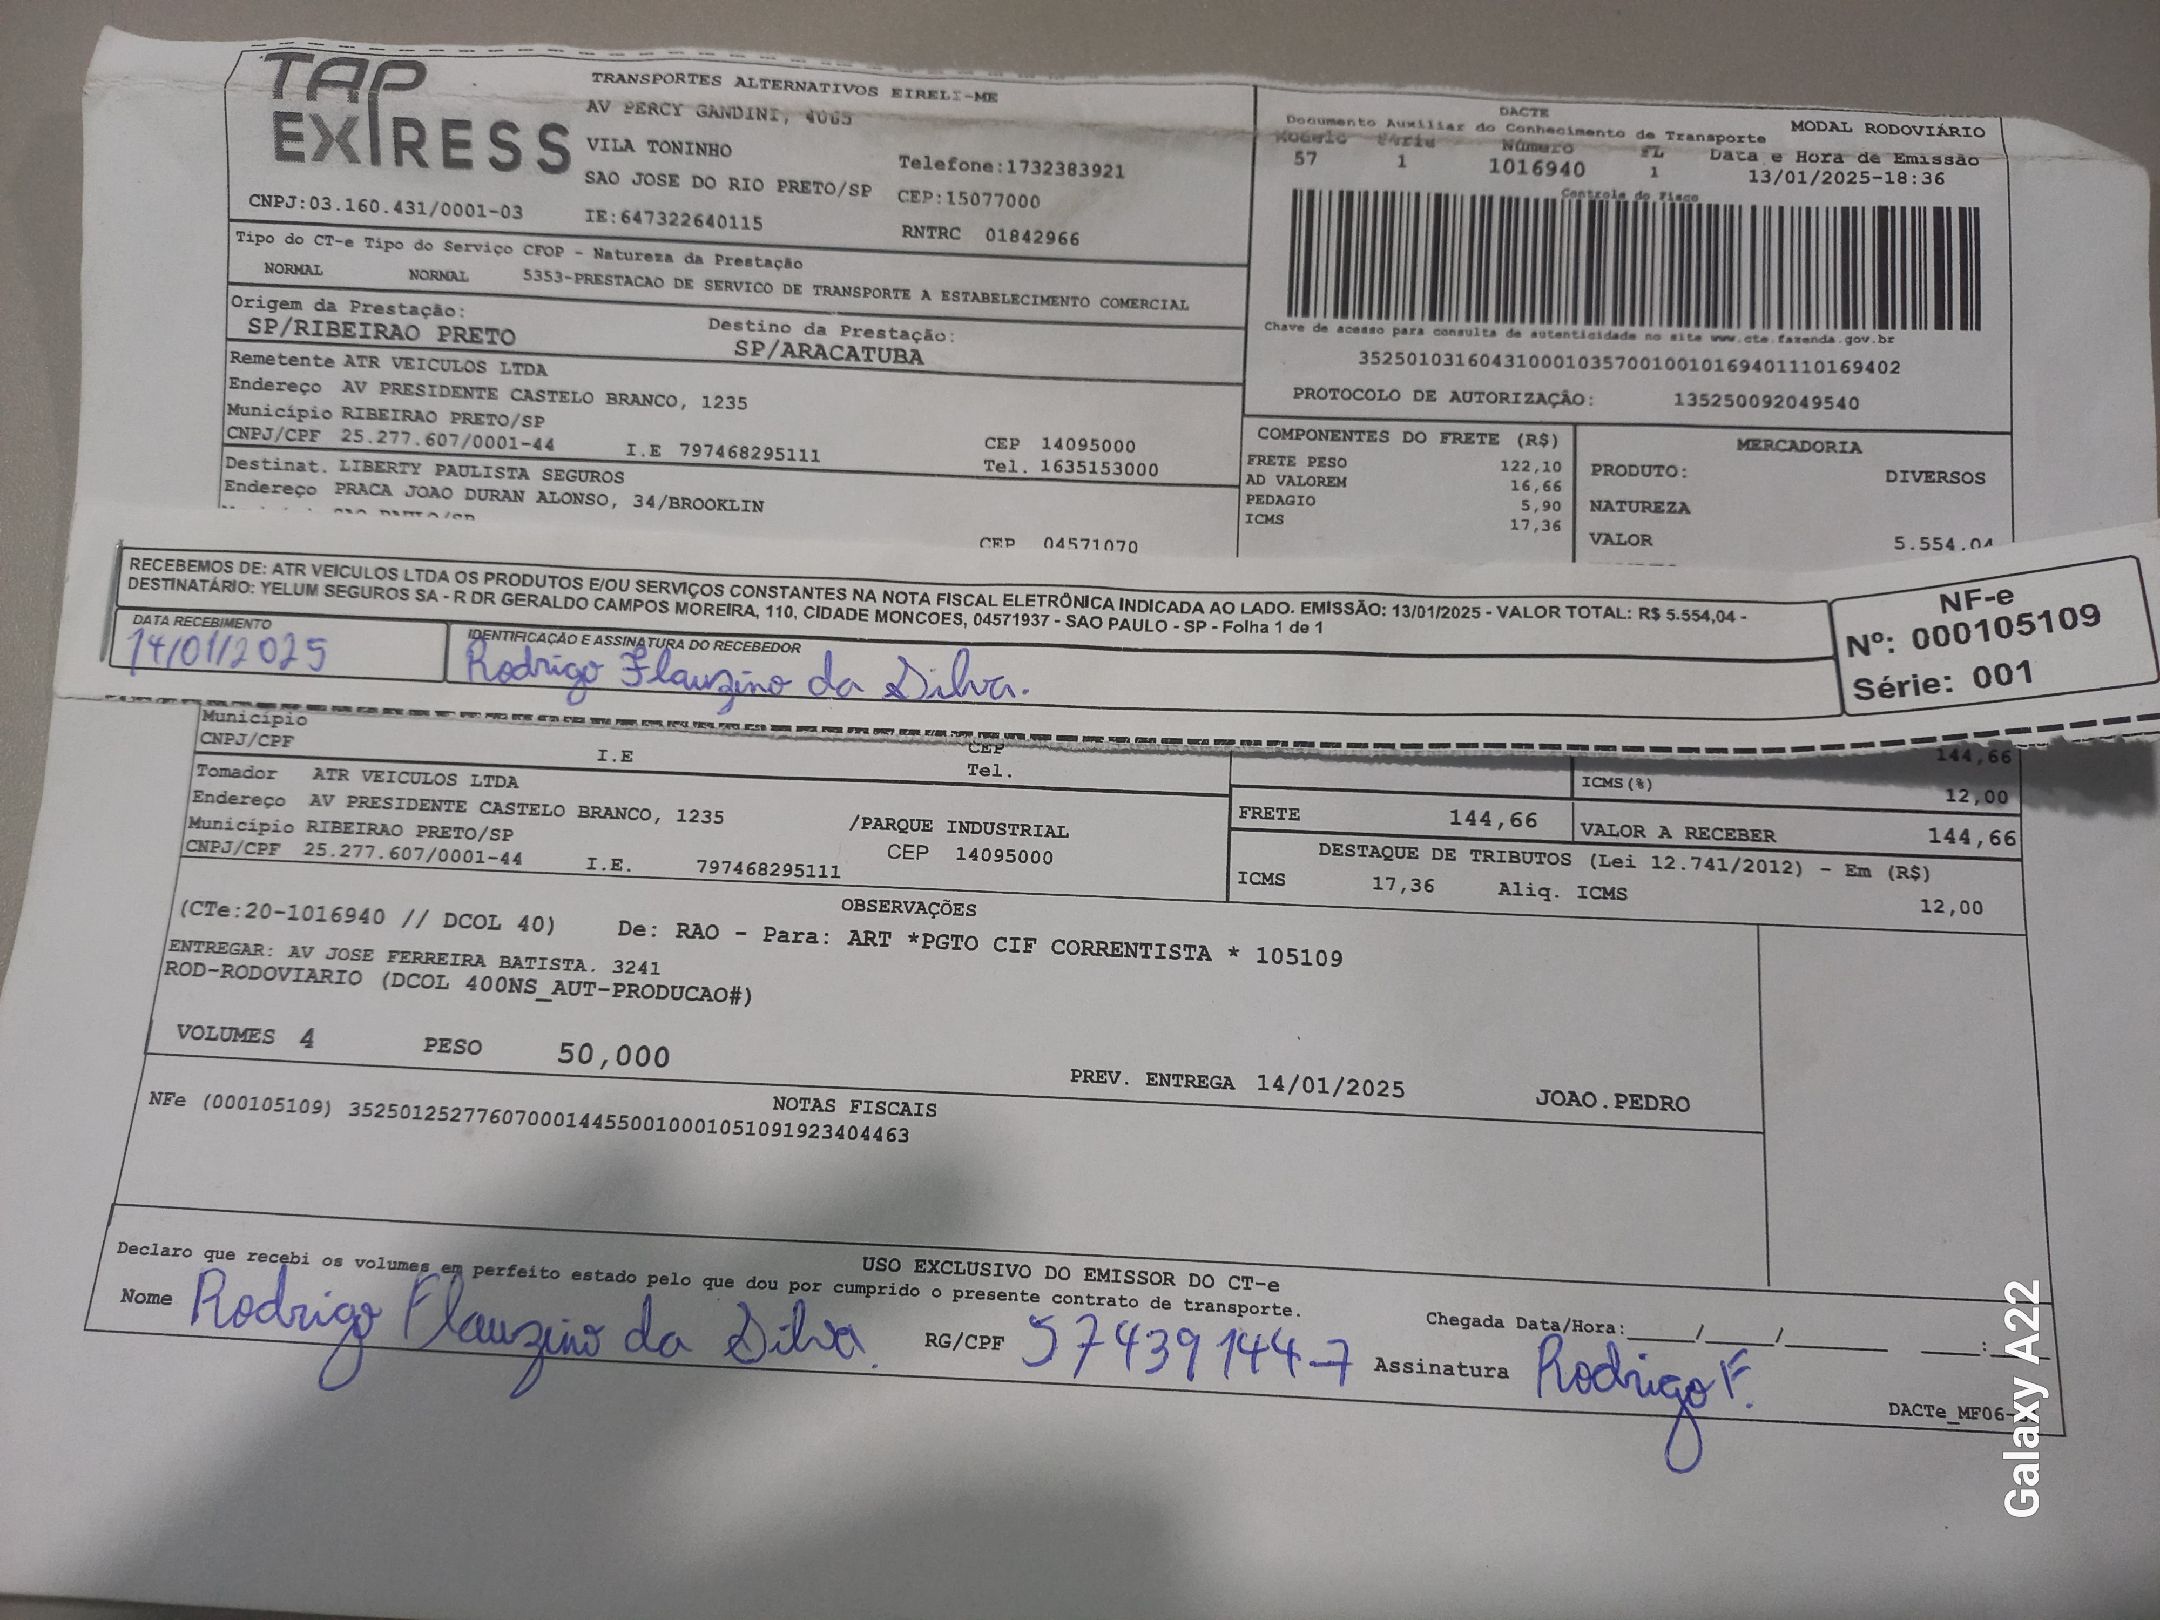 TAP
EXPRESS
TRANSPORTES ALTERNATIVOS EIRELI-ME
AV PERCY GANDINI, 4065
VILA TONINHO
SAO JOSE DO RIO PRETO/SP
Telefone:1732383921
CEP:15077000
CNPJ:03.160.431/0001-03
IE:647322640115
RNTRC 01842966
Tipo do CT-e Tipo do Serviço CFOP - Natureza da Prestação
NORMAL NORMAL 5353-PRESTACAO DE SERVICO DE TRANSPORTE A ESTABELECIMENTO COMERCIAL
Origem da Prestação:
SP/RIBEIRAO PRETO
Destino da Prestação:
SP/ARACATUBA
Remetente ATR VEICULOS LTDA
Endereço AV PRESIDENTE CASTELO BRANCO, 1235
Município RIBEIRAO PRETO/SP
CNPJ/CPF 25.277.607/0001-44 I.E 797468295111
CEP 14095000
Tel. 1635153000
Destinat. LIBERTY PAULISTA SEGUROS
Endereço PRACA JOAO DURAN ALONSO, 34/BROOKLIN
CEP 04571070
DACTE
Documento Auxiliar do Conhecimento de Transporte
MODAL RODOVIÁRIO
Modelo Série Número FL Data e Hora de Emissão
57 1 1016940 1 13/01/2025-18:36
Controle do Fisco
Chave de acesso para consulta de autenticidade no site www.cte.fazenda.gov.br
35250103160431000103570010010169401110169402
PROTOCOLO DE AUTORIZAÇÃO: 135250092049540
COMPONENTES DO FRETE (R$)
FRETE PESO 122,10
AD VALOREM 16,66
PEDAGIO 5,90
ICMS 17,36
MERCADORIA
PRODUTO: DIVERSOS
NATUREZA
VALOR 5.554,04
RECEBEMOS DE: ATR VEICULOS LTDA OS PRODUTOS E/OU SERVIÇOS CONSTANTES NA NOTA FISCAL ELETRÔNICA INDICADA AO LADO. EMISSÃO: 13/01/2025 - VALOR TOTAL: R$ 5.554,04 -
DESTINATÁRIO: YELUM SEGUROS SA - R DR GERALDO CAMPOS MOREIRA, 110, CIDADE MONCOES, 04571937 - SAO PAULO - SP - Folha 1 de 1
DATA RECEBIMENTO
14/01/2025
IDENTIFICAÇÃO E ASSINATURA DO RECEBEDOR
Rodrigo Flauzino da Silva.
NF-e
Nº: 000105109
Série: 001
Município
CNPJ/CPF I.E
CEP
Tel.
144,66
ICMS(%)
12,00
Tomador ATR VEICULOS LTDA
Endereço AV PRESIDENTE CASTELO BRANCO, 1235 /PARQUE INDUSTRIAL
Município RIBEIRAO PRETO/SP CEP 14095000
CNPJ/CPF 25.277.607/0001-44 I.E. 797468295111
FRETE 144,66 VALOR A RECEBER 144,66
DESTAQUE DE TRIBUTOS (Lei 12.741/2012) - Em (R$)
ICMS 17,36 Aliq. ICMS 12,00
OBSERVAÇÕES
(CTe:20-1016940 // DCOL 40) De: RAO - Para: ART *PGTO CIF CORRENTISTA * 105109
ENTREGAR: AV JOSE FERREIRA BATISTA. 3241
ROD-RODOVIARIO (DCOL 400NS_AUT-PRODUCAO#)
VOLUMES 4 PESO 50,000
PREV. ENTREGA 14/01/2025 JOAO.PEDRO
NOTAS FISCAIS
NFe (000105109) 35250125277607000144550010001051091923404463
USO EXCLUSIVO DO EMISSOR DO CT-e
Declaro que recebi os volumes em perfeito estado pelo que dou por cumprido o presente contrato de transporte.
Nome Rodrigo Flauzino da Silva. RG/CPF 57439144-7 Assinatura Rodrigo F.
Chegada Data/Hora:_____/_____/________ _____:_____
DACTe_MF06-
Galaxy A22